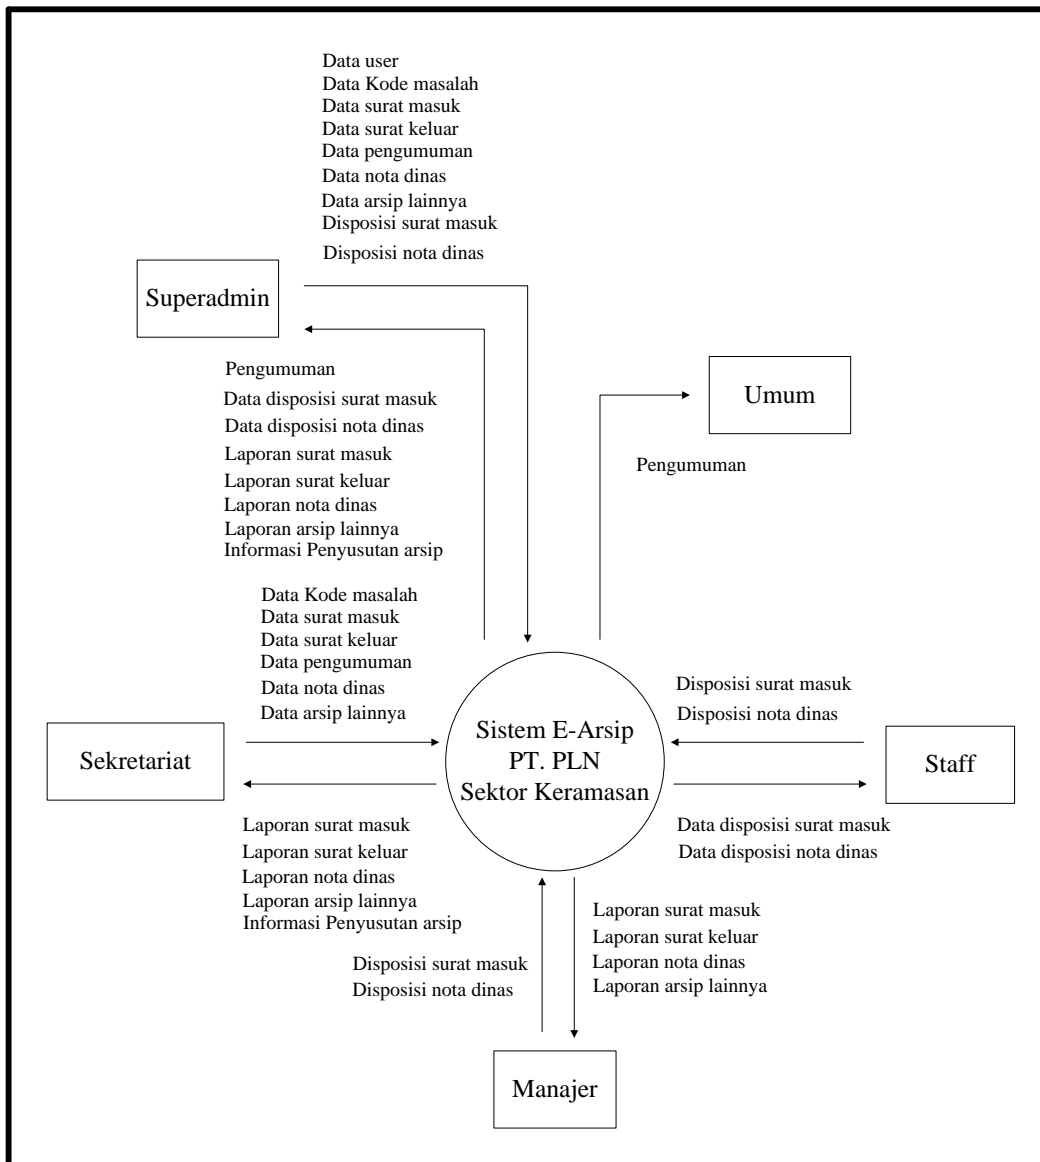 Data user
Data Kode masalah
Data surat masuk
Data surat keluar
Data pengumuman
Data nota dinas
Data arsip lainnya
Disposisi surat masuk
Disposisi nota dinas
Superadmin
Pengumuman
Data disposisi surat masuk
Data disposisi nota dinas
Laporan surat masuk
Laporan surat keluar
Laporan nota dinas
Laporan arsip lainnya
Informasi Penyusutan arsip
Umum
Pengumuman
Data Kode masalah
Data surat masuk
Data surat keluar
Data pengumuman
Data nota dinas
Data arsip lainnya
Sekretariat
Sistem E-Arsip
PT. PLN
Sektor Keramasan
Disposisi surat masuk
Disposisi nota dinas
Staff
Laporan surat masuk
Laporan surat keluar
Laporan nota dinas
Laporan arsip lainnya
Informasi Penyusutan arsip
Data disposisi surat masuk
Data disposisi nota dinas
Disposisi surat masuk
Disposisi nota dinas
Laporan surat masuk
Laporan surat keluar
Laporan nota dinas
Laporan arsip lainnya
Manajer